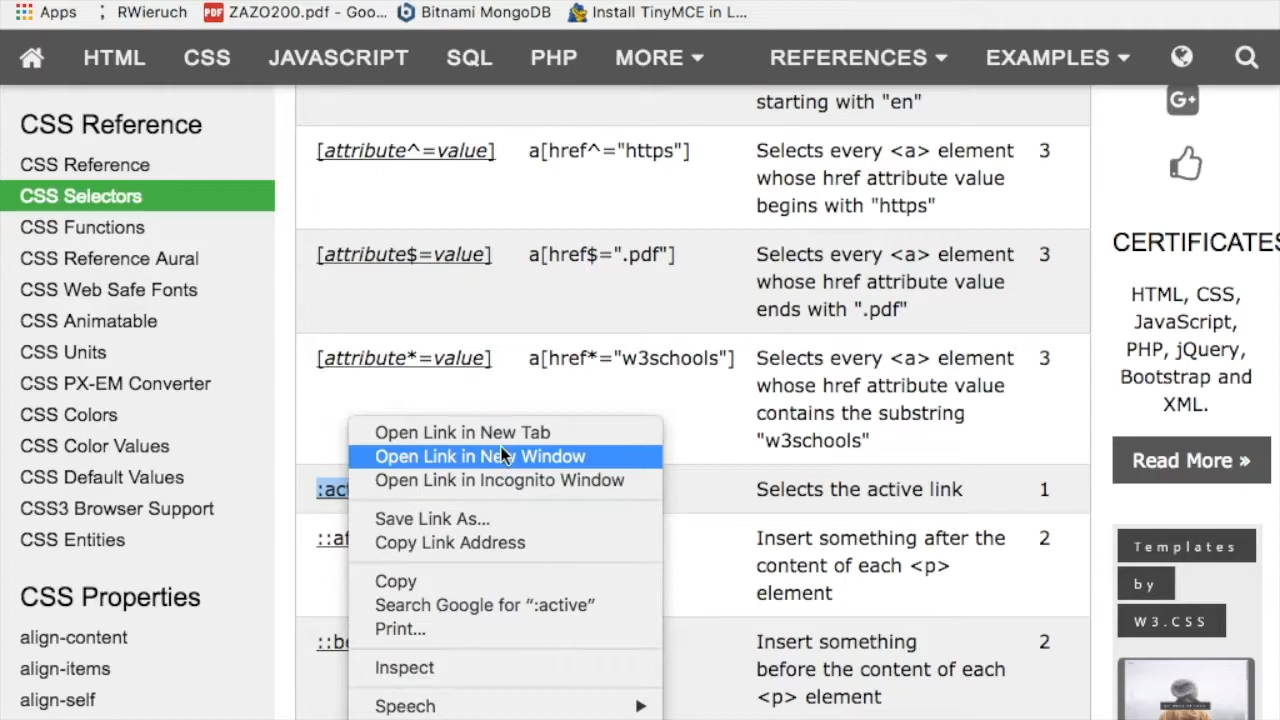 Apps
RWieruch
PDF
ZAZO200.pdf - Goo...
Bitnami MongoDB
Install TinyMCE in L...
HTML
CSS
JAVASCRIPT
SQL
PHP
MORE
REFERENCES
EXAMPLES
CSS Reference
CSS Reference
CSS Selectors
CSS Functions
CSS Reference Aural
CSS Web Safe Fonts
CSS Animatable
CSS Units
CSS PX-EM Converter
CSS Colors
CSS Color Values
CSS Default Values
CSS3 Browser Support
CSS Entities
CSS Properties
align-content
align-items
align-self
starting with "en"
[attribute^=value]
a[href^="https"]
Selects every <a> element
whose href attribute value
begins with "https"
3
[attribute$=value]
a[href$=".pdf"]
Selects every <a> element
whose href attribute value
ends with ".pdf"
3
[attribute*=value]
a[href*="w3schools"]
Selects every <a> element
whose href attribute value
contains the substring
"w3schools"
3
:act
Selects the active link
1
::af
Insert something after the
content of each <p>
element
2
::be
Insert something
before the content of each
<p> element
2
Open Link in New Tab
Open Link in New Window
Open Link in Incognito Window
Save Link As...
Copy Link Address
Copy
Search Google for “:active”
Print...
Inspect
Speech
G+
CERTIFICATES
HTML, CSS,
JavaScript,
PHP, jQuery,
Bootstrap and
XML.
Read More »
Templates
by
W3.CSS